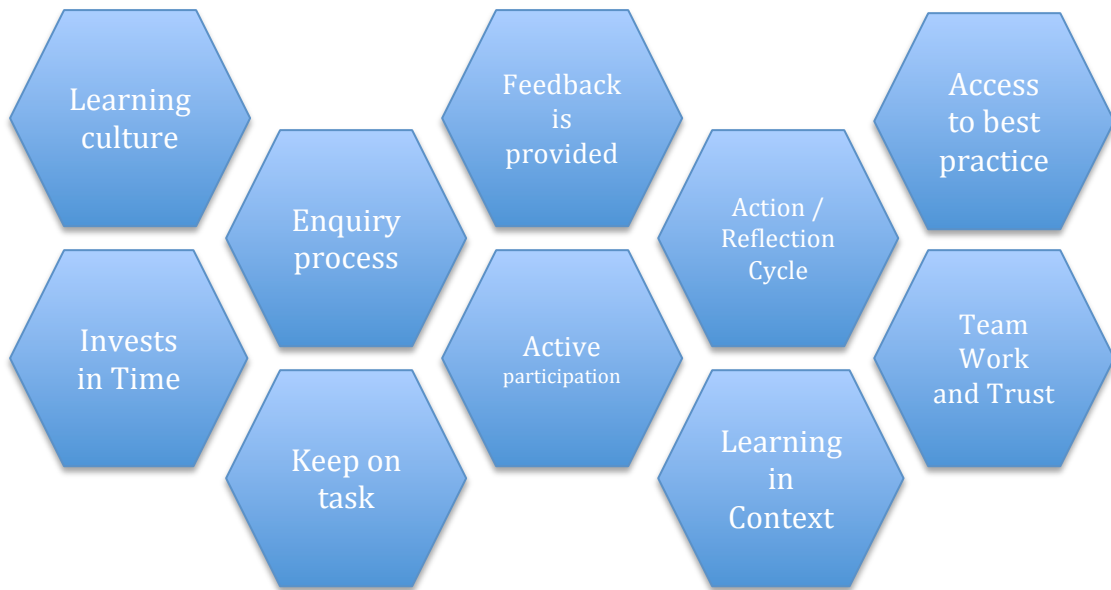 Learning
culture
Feedback
is
provided
Access
to best
practice
Enquiry
process
Action /
Reflection
Cycle
Invests
in Time
Active
participation
Team
Work
and Trust
Keep on
task
Learning
in
Context